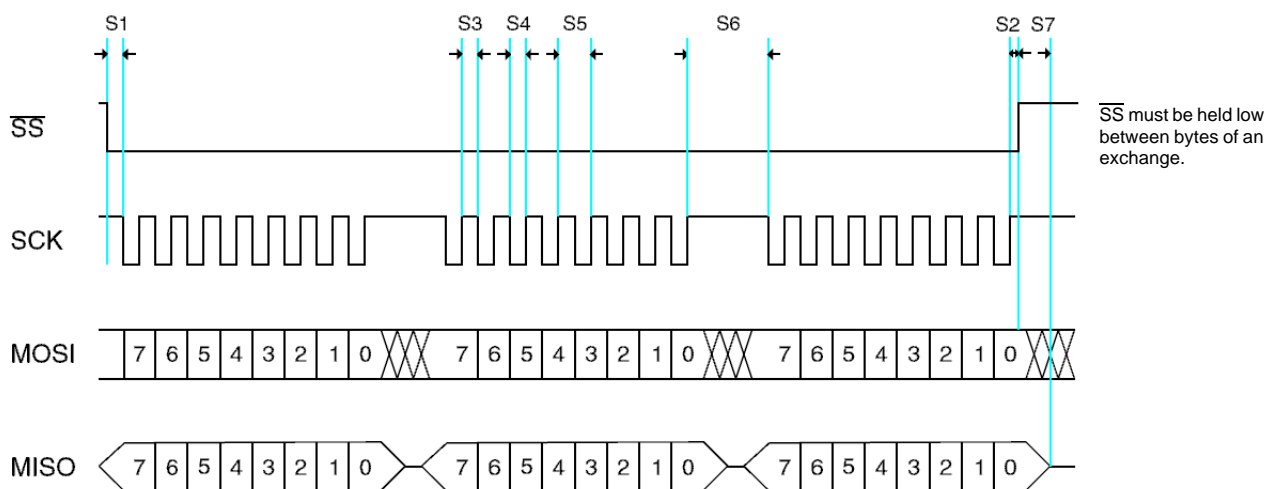 S1 S3 S4 S5 S6 S2 S7
SS
SS must be held low
between bytes of an
exchange.
SCK
MOSI 7 6 5 4 3 2 1 0 7 6 5 4 3 2 1 0 7 6 5 4 3 2 1 0
MISO 7 6 5 4 3 2 1 0 7 6 5 4 3 2 1 0 7 6 5 4 3 2 1 0